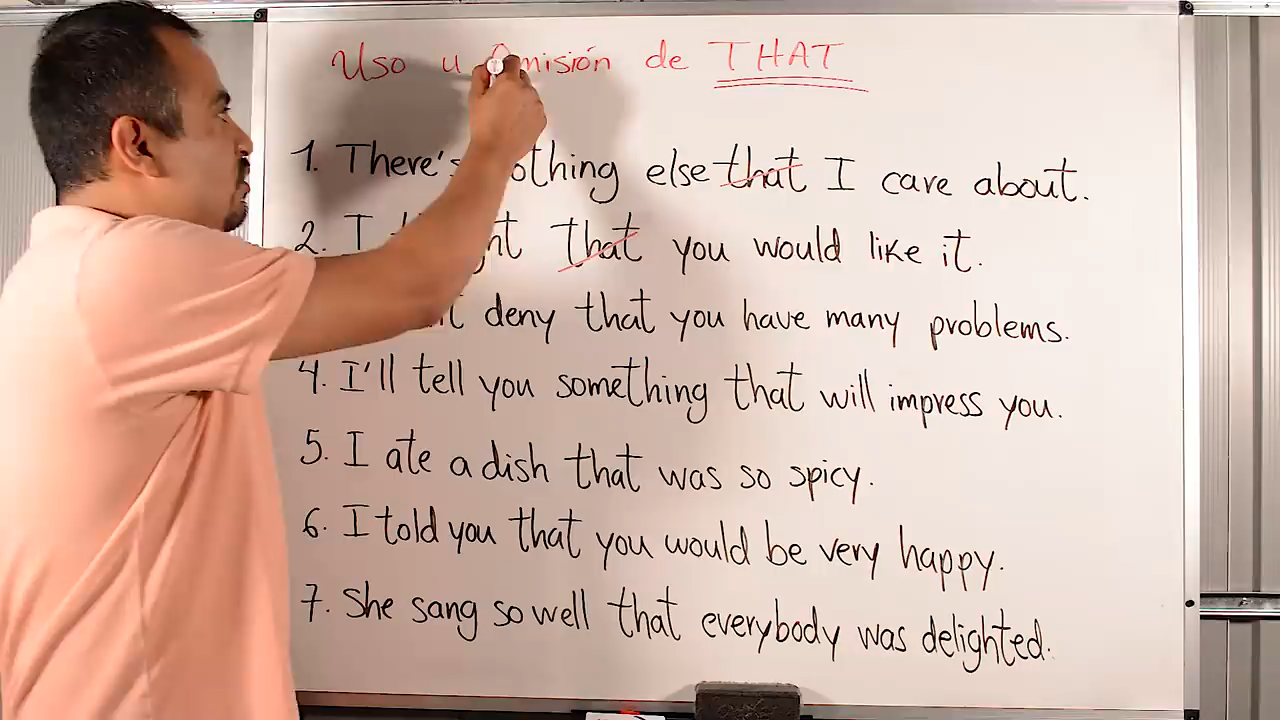 Uso u Omisión de THAT
1. There's nothing else that I care about.
2. I that you would like it.
deny that you have many problems.
4. I'll tell you something that will impress you.
5. I ate a dish that was so spicy.
6. I told you that you would be very happy.
7. She sang so well that everybody was delighted.